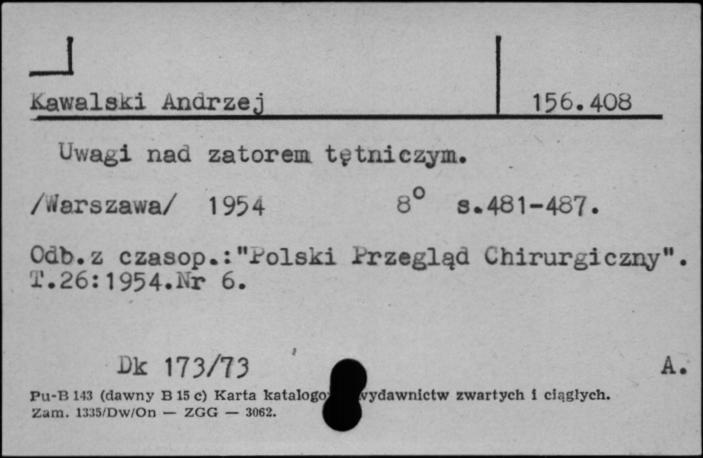 Kawalski Andrzej 156.408
Uwagi nad zatorem tętniczym.
/Warszawa/ 1954 8° s.481-487.
Odb.z czasop.:"Polski Przegląd Chirurgiczny".
T.26:1954.Nr 6.
Dk 173/73 A.
Pu-B 143 (dawny B 15 c) Karta wydawnictw zwartych i ciągłych.
Zam. 1335/Dw/On — ZGG — 3062.